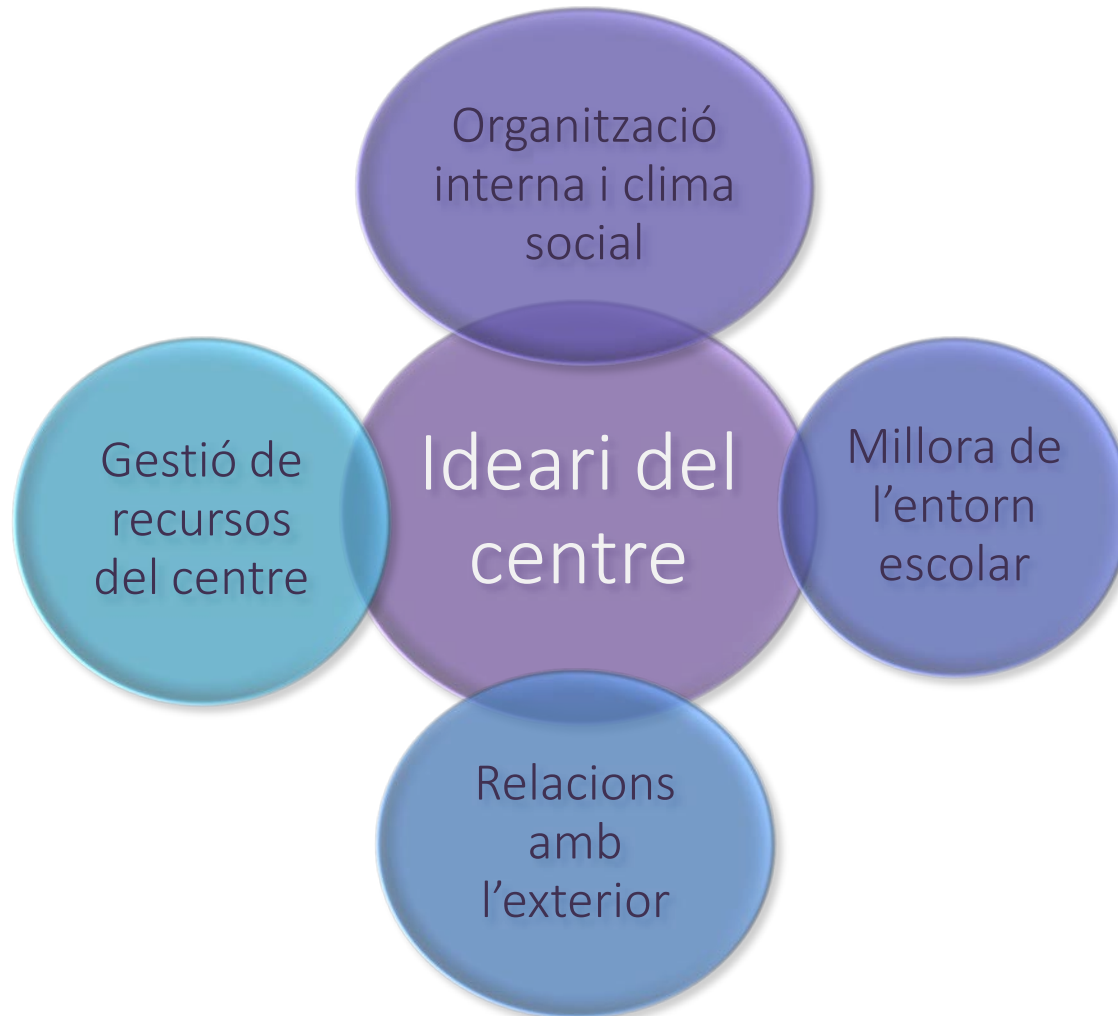 Organització
interna i clima
social
Gestió de
recursos
del centre
Ideari del
centre
Millora de
l’entorn
escolar
Relacions
amb
l’exterior